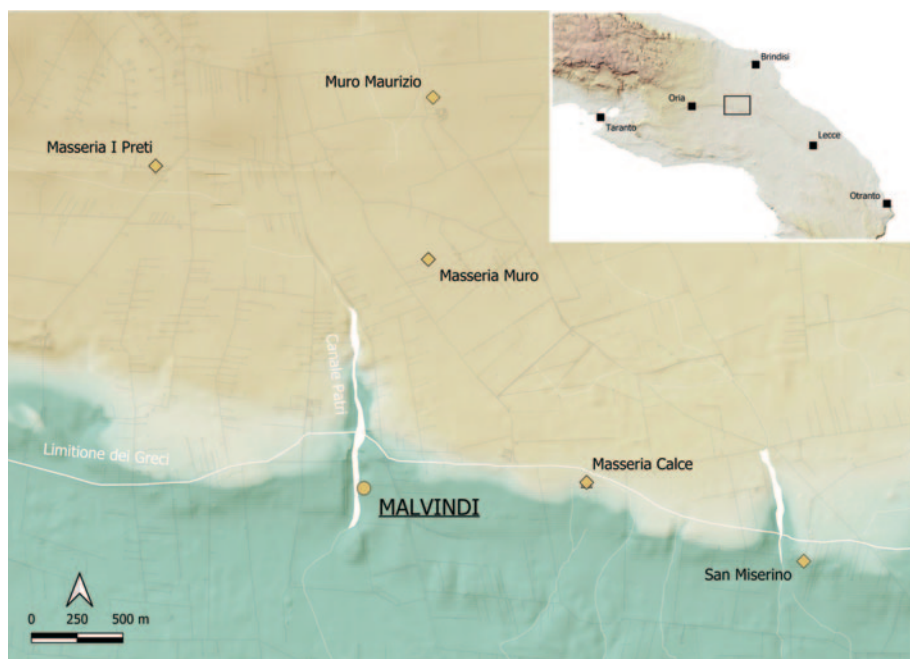 Brindisi
Oria
Taranto
Lecce
Otranto
Muro Maurizio
Masseria I Preti
Masseria Muro
Canale Patri
Limitione dei Greci
Masseria Calce
MALVINDI
San Miserino
0 250 500 m